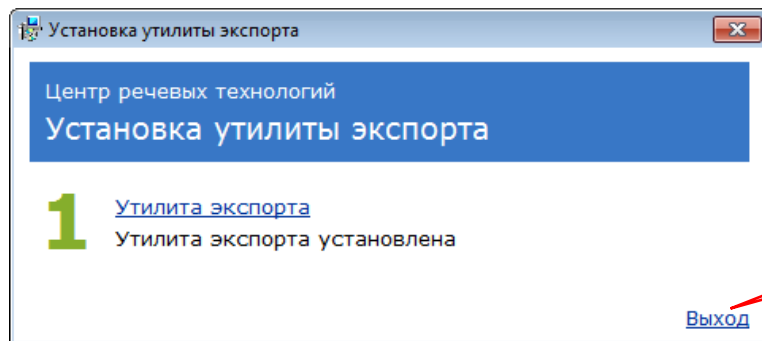 Установка утилиты экспорта
Центр речевых технологий
Установка утилиты экспорта
1
Утилита экспорта
Утилита экспорта установлена
Выход